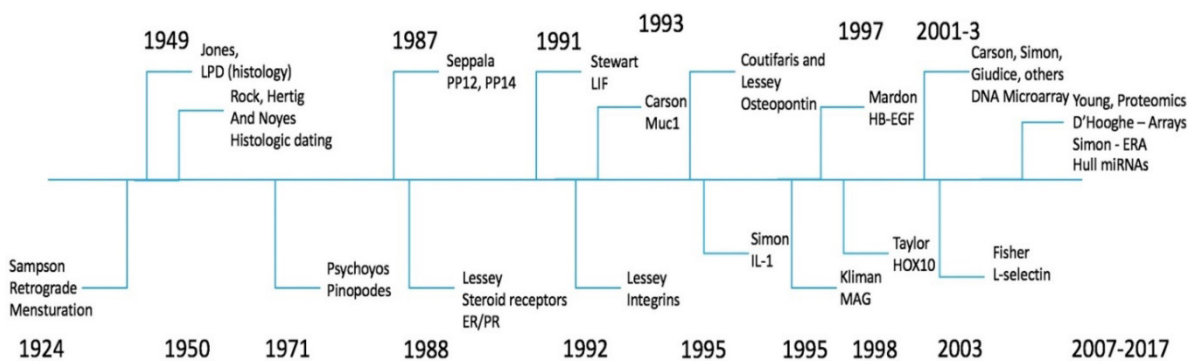 1949
Jones,
LPD (histology)
Rock, Hertig
And Noyes
Histologic dating
1987
Seppala
PP12, PP14
1991
Stewart
LIF
Carson
Muc1
1993
Coutifaris and
Lessey
Osteopontin
1997
Mardon
HB-EGF
2001-3
Carson, Simon,
Giudice, others
DNA Microarray
Young, Proteomics
D'Hooghe – Arrays
Simon - ERA
Hull miRNAs
Sampson
Retrograde
Mensturation
Psychoyos
Pinopodes
Lessey
Steroid receptors
ER/PR
Lessey
Integrins
Simon
IL-1
Kliman
MAG
Taylor
HOX10
Fisher
L-selectin
1924
1950
1971
1988
1992
1995
1995
1998
2003
2007-2017